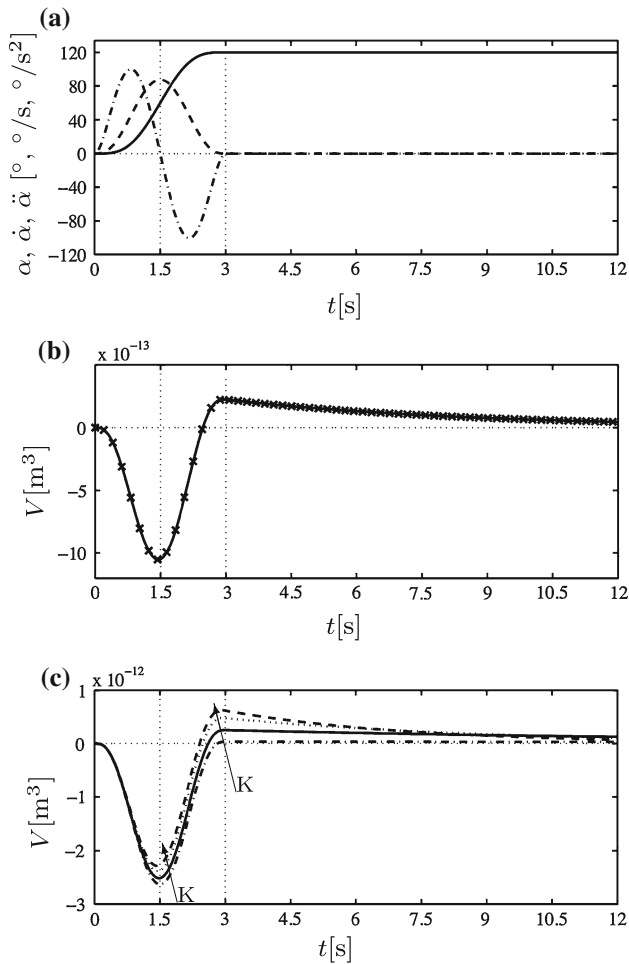 (a)
α, α̇, α̈ [°, °/s, °/s²]
120
80
40
0
−40
−80
−120
0 1.5 3 4.5 6 7.5 9 10.5 12
t[s]
(b)
x 10⁻¹³
0
−5
−10
V[m³]
0 1.5 3 4.5 6 7.5 9 10.5 12
t[s]
(c)
x 10⁻¹²
1
0
−1
−2
−3
V[m³]
K
K
0 1.5 3 4.5 6 7.5 9 10.5 12
t[s]